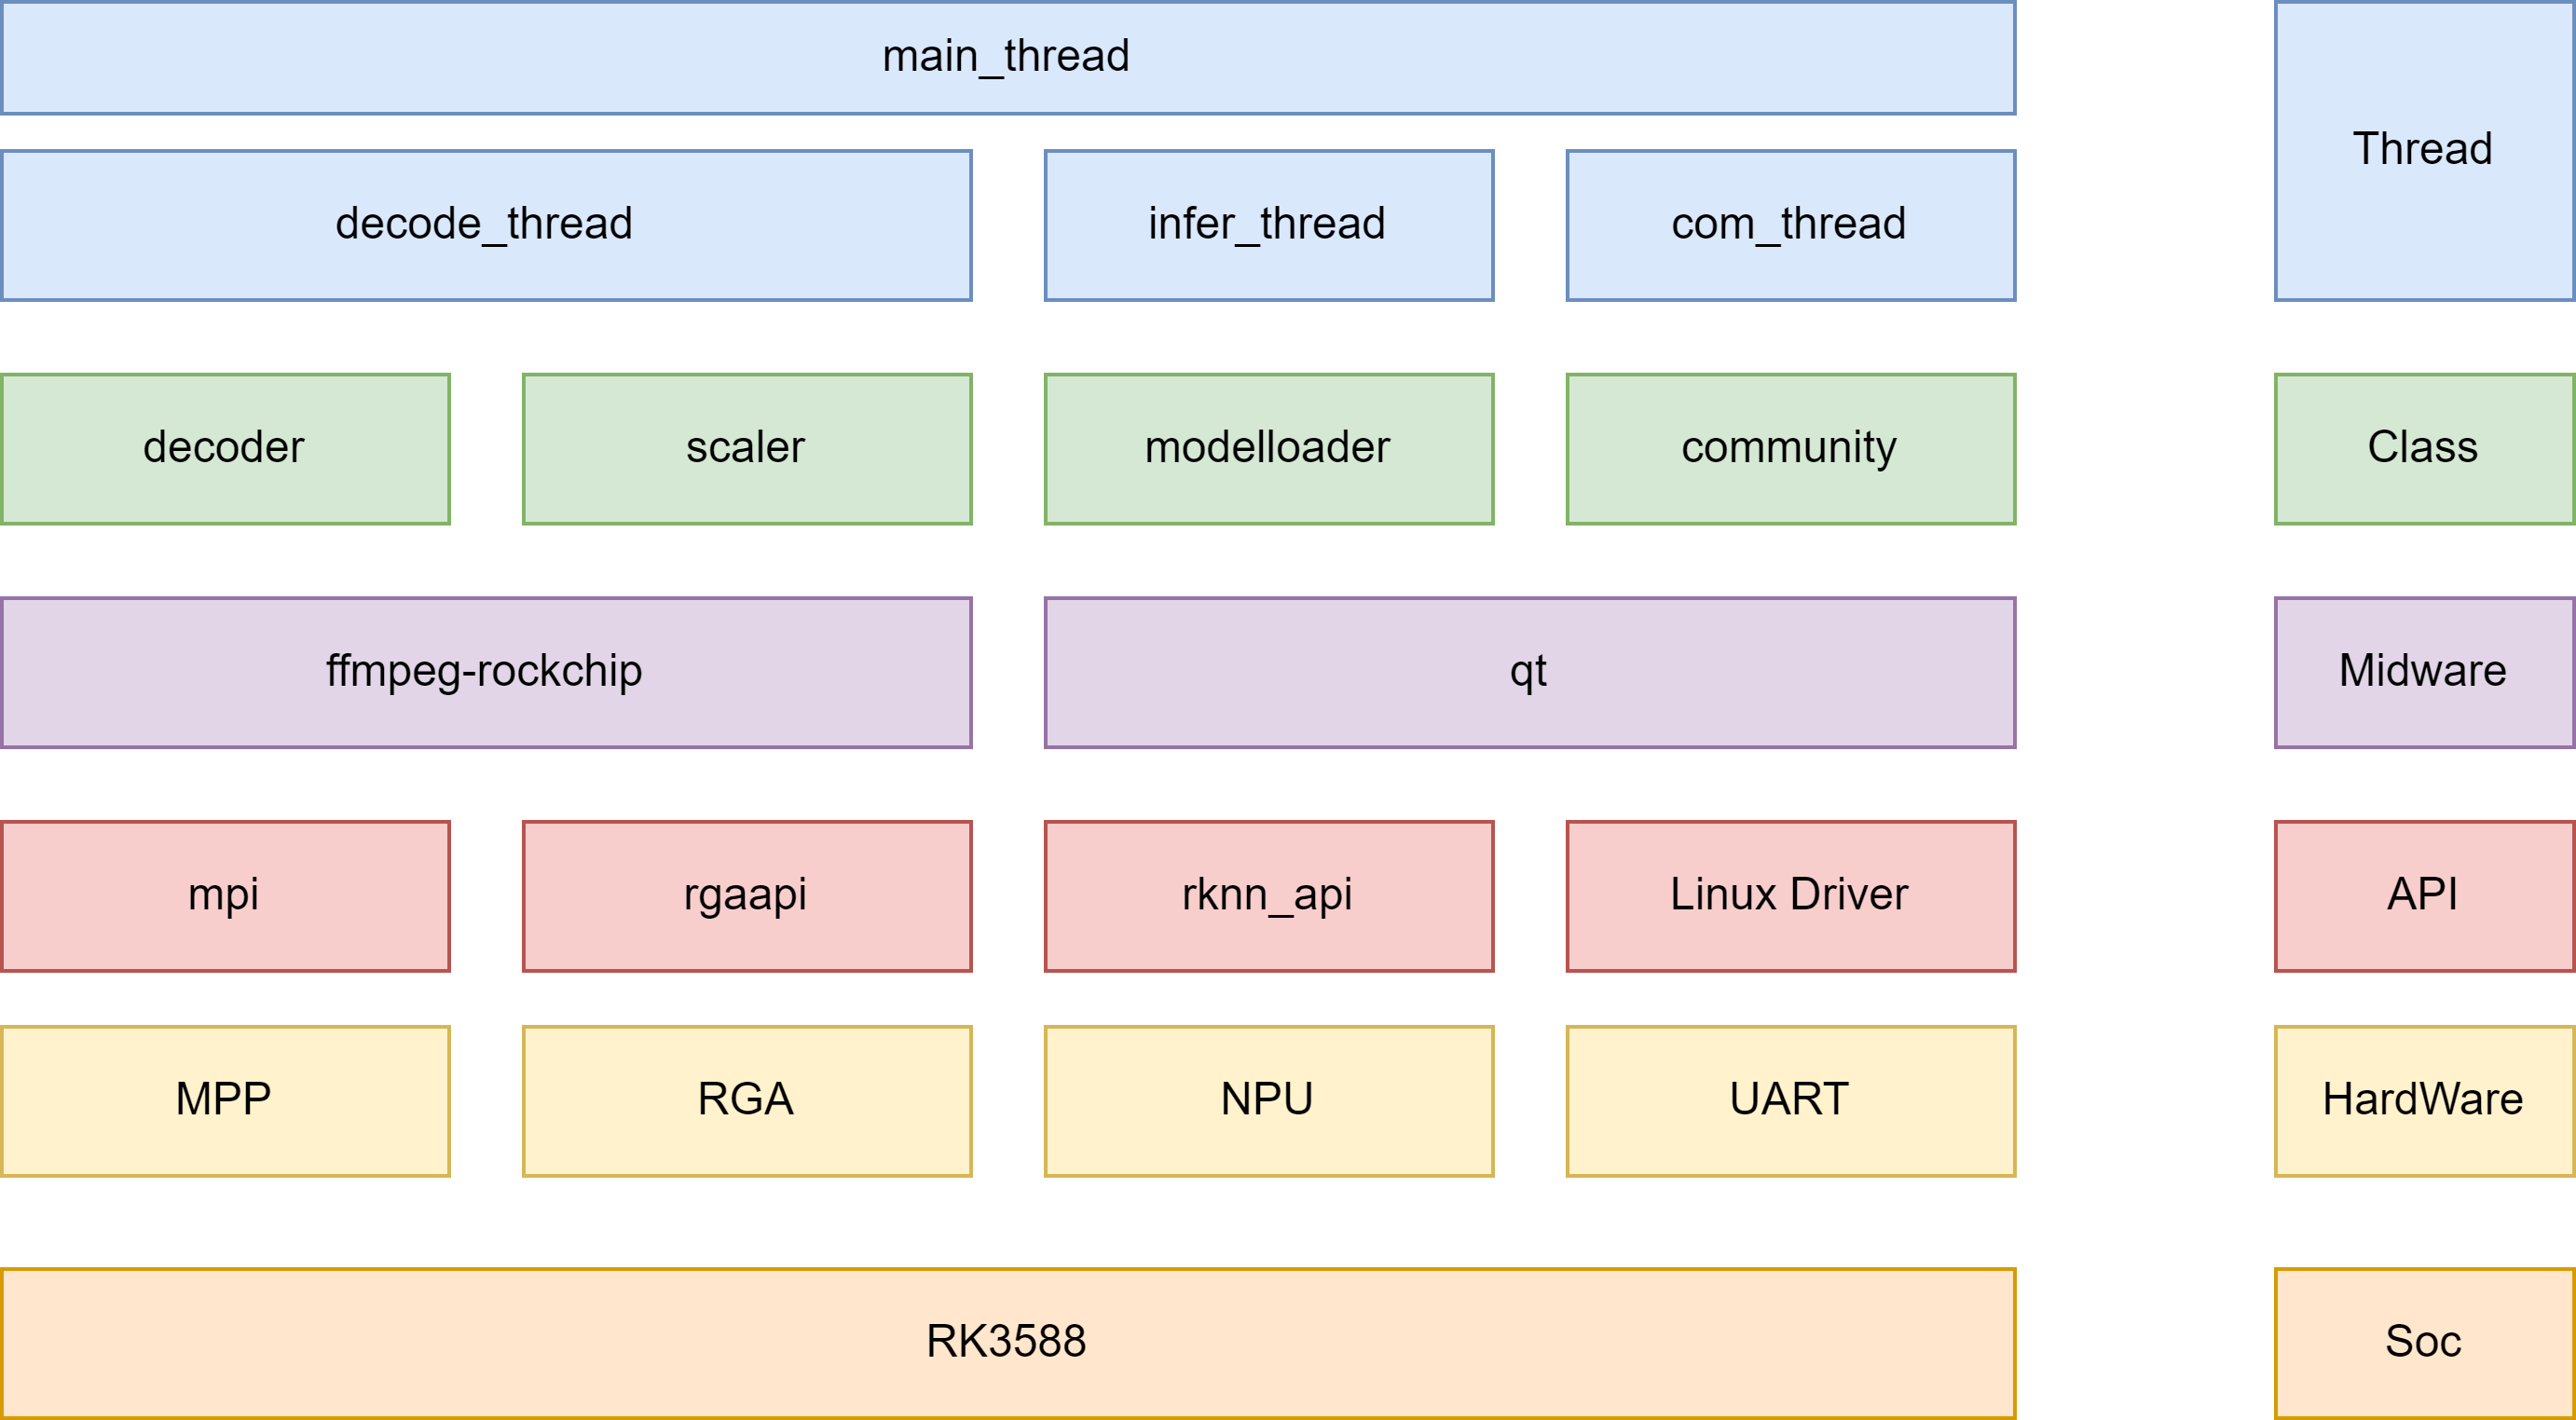 main_thread
Thread
decode_thread
infer_thread
com_thread
decoder
scaler
modelloader
community
Class
ffmpeg-rockchip
qt
Midware
mpi
rgaapi
rknn_api
Linux Driver
API
MPP
RGA
NPU
UART
HardWare
RK3588
Soc